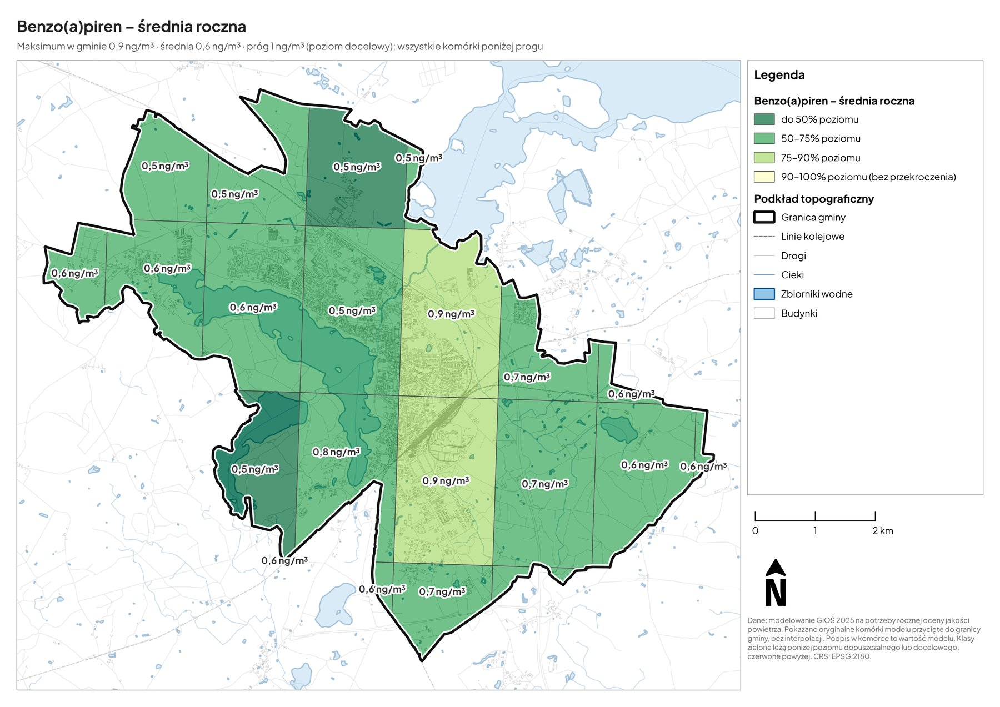 Benzo(a)piren – średnia roczna
Maksimum w gminie 0,9 ng/m³ · średnia 0,6 ng/m³ · próg 1 ng/m³ (poziom docelowy); wszystkie komórki poniżej progu
0,5 ng/m³
0,5 ng/m³
0,5 ng/m³
0,5 ng/m³
0,6 ng/m³
0,6 ng/m³
0,6 ng/m³
0,5 ng/m³
0,9 ng/m³
0,7 ng/m³
0,6 ng/m³
0,5 ng/m³
0,8 ng/m³
0,9 ng/m³
0,7 ng/m³
0,6 ng/m³
0,6 ng/m³
0,6 ng/m³
0,6 ng/m³
0,7 ng/m³
Legenda
Benzo(a)piren – średnia roczna
do 50% poziomu
50–75% poziomu
75–90% poziomu
90–100% poziomu (bez przekroczenia)
Podkład topograficzny
Granica gminy
Linie kolejowe
Drogi
Cieki
Zbiorniki wodne
Budynki
0 1 2 km
N
Dane: modelowanie GIOŚ 2025 na potrzeby rocznej oceny jakości
powietrza. Pokazano oryginalne komórki modelu przycięte do granicy
gminy, bez interpolacji. Podpis w komórce to wartość modelu. Klasy
zielone leżą poniżej poziomu dopuszczalnego lub docelowego,
czerwone powyżej. CRS: EPSG:2180.